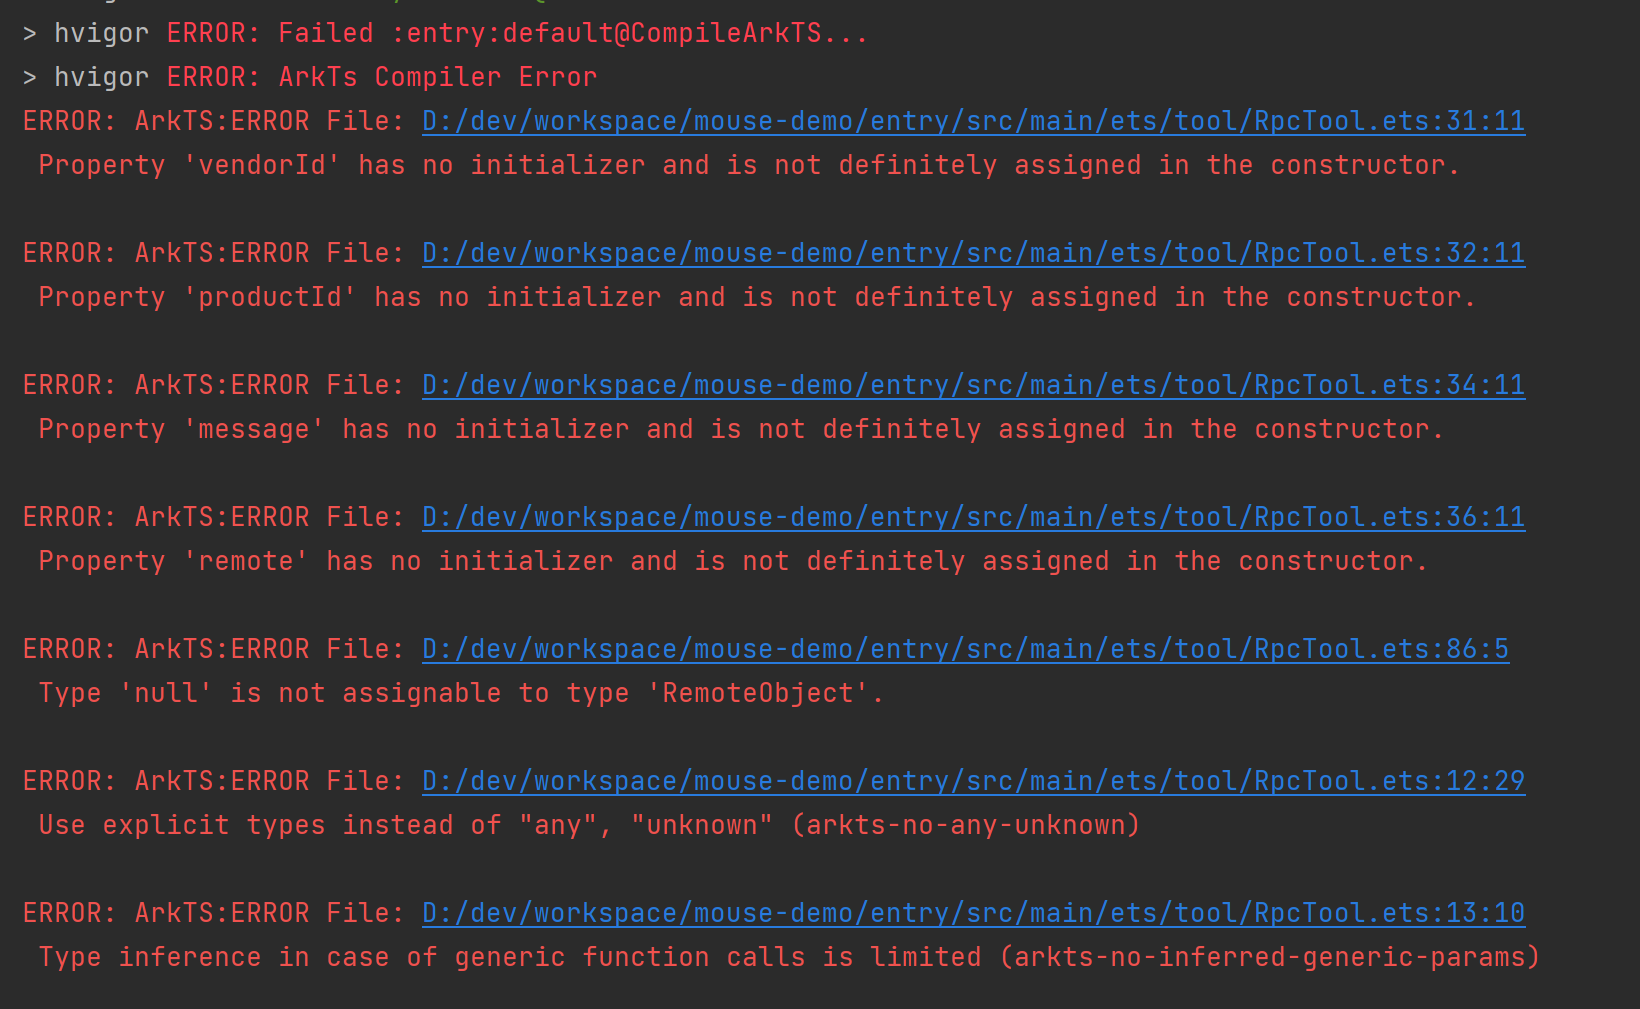 > hvigor ERROR: Failed :entry:default@CompileArkTS...
> hvigor ERROR: ArkTs Compiler Error
ERROR: ArkTS:ERROR File: D:/dev/workspace/mouse-demo/entry/src/main/ets/tool/RpcTool.ets:31:11
Property 'vendorId' has no initializer and is not definitely assigned in the constructor.
ERROR: ArkTS:ERROR File: D:/dev/workspace/mouse-demo/entry/src/main/ets/tool/RpcTool.ets:32:11
Property 'productId' has no initializer and is not definitely assigned in the constructor.
ERROR: ArkTS:ERROR File: D:/dev/workspace/mouse-demo/entry/src/main/ets/tool/RpcTool.ets:34:11
Property 'message' has no initializer and is not definitely assigned in the constructor.
ERROR: ArkTS:ERROR File: D:/dev/workspace/mouse-demo/entry/src/main/ets/tool/RpcTool.ets:36:11
Property 'remote' has no initializer and is not definitely assigned in the constructor.
ERROR: ArkTS:ERROR File: D:/dev/workspace/mouse-demo/entry/src/main/ets/tool/RpcTool.ets:86:5
Type 'null' is not assignable to type 'RemoteObject'.
ERROR: ArkTS:ERROR File: D:/dev/workspace/mouse-demo/entry/src/main/ets/tool/RpcTool.ets:12:29
Use explicit types instead of "any", "unknown" (arkts-no-any-unknown)
ERROR: ArkTS:ERROR File: D:/dev/workspace/mouse-demo/entry/src/main/ets/tool/RpcTool.ets:13:10
Type inference in case of generic function calls is limited (arkts-no-inferred-generic-params)